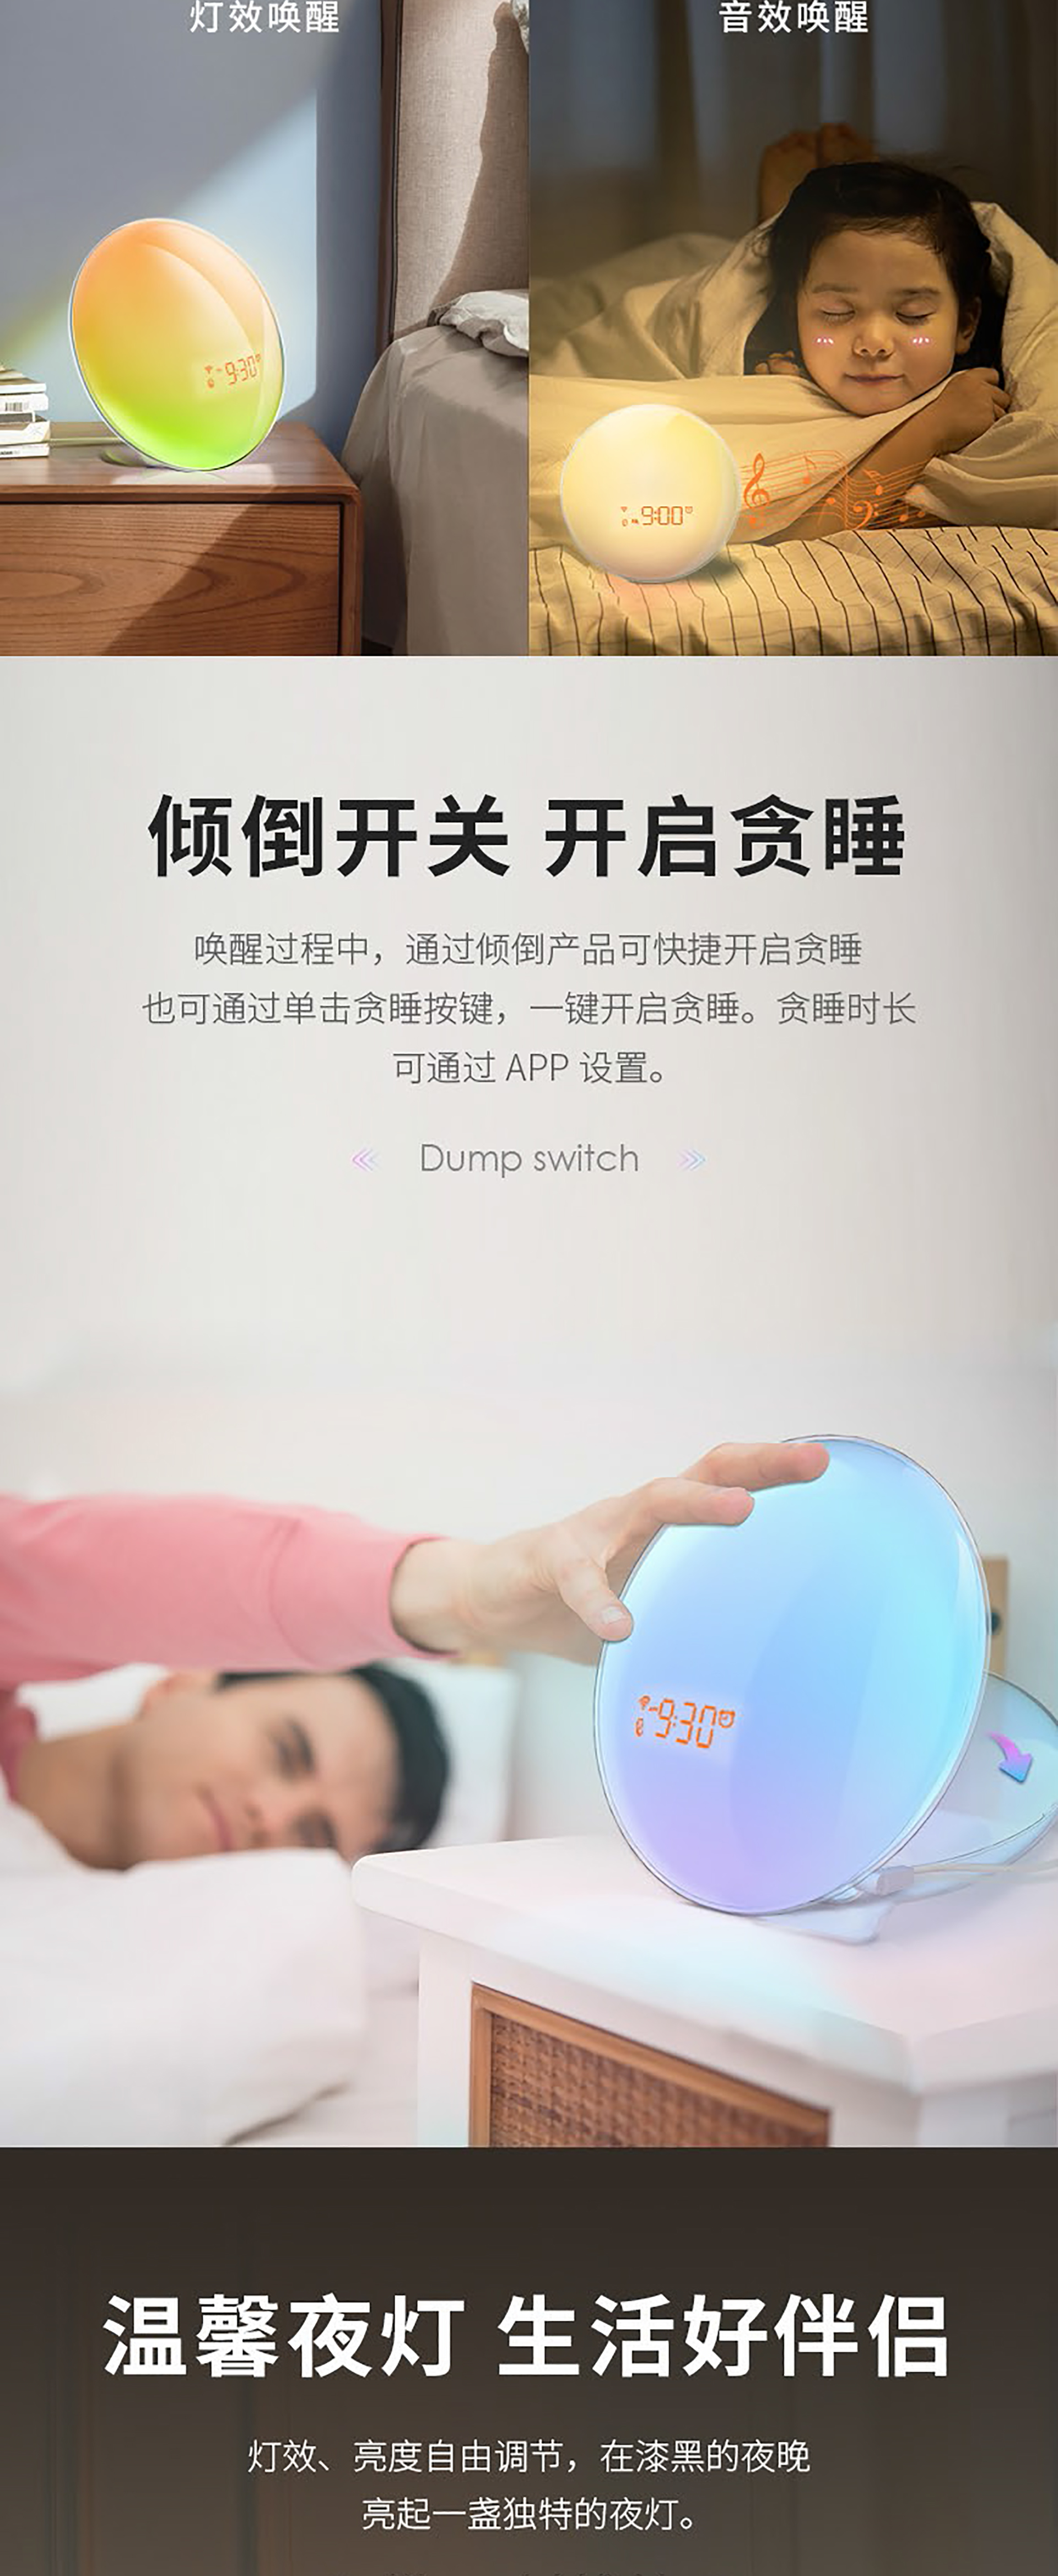 灯效唤醒
音效唤醒
9:30
9:00
倾倒开关 开启贪睡
唤醒过程中，通过倾倒产品可快捷开启贪睡
也可通过单击贪睡按键，一键开启贪睡。贪睡时长
可通过 APP 设置。
Dump switch
9:30
温馨夜灯 生活好伴侣
灯效、亮度自由调节，在漆黑的夜晚
亮起一盏独特的夜灯。